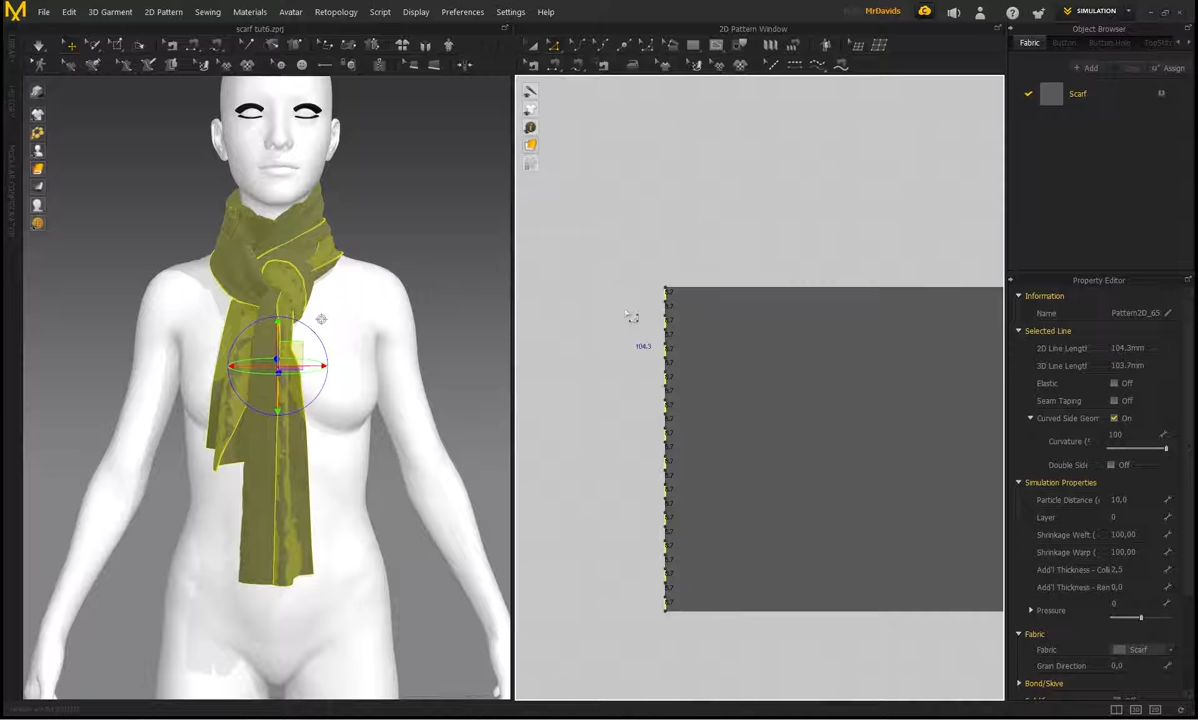 File Edit 3D Garment 2D Pattern Sewing Materials Avatar Retopology Script Display Preferences Settings Help
MrDavids
SIMULATION
scarf tut6.zprj
2D Pattern Window
Object Browser
Fabric Button
Add Assign
Scarf
104,3
Property Editor
Information
Name Pattern2D_65
Selected Line
2D Line Length 104.3mm
3D Line Length 103.7mm
Elastic Off
Seam Taping Off
Curved Side Geom On
Curvature (% 100
Double Side Off
Simulation Properties
Particle Distance ( 10,0
Layer 0
Shrinkage Weft ( 100,00
Shrinkage Warp ( 100,00
Add'l Thickness - Colli 2,5
Add'l Thickness - Ren 0,0
Pressure 0
Fabric
Fabric Scarf
Grain Direction 0,0
Bond/Skive